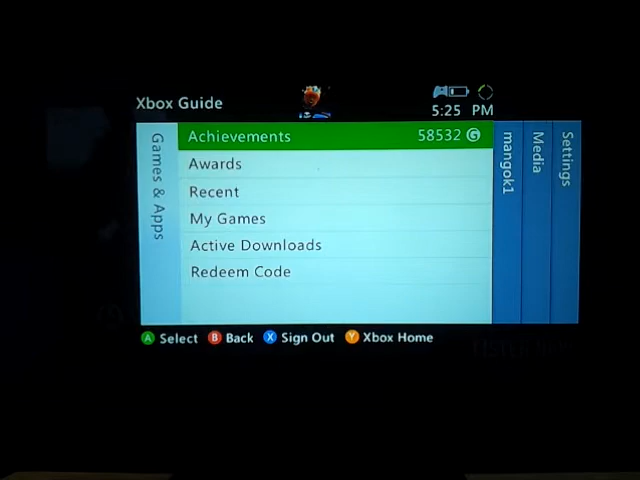 Xbox Guide
5:25 PM
Games & Apps
Achievements 58532 G
Awards
Recent
My Games
Active Downloads
Redeem Code
mangok1
Media
Settings
A Select B Back X Sign Out Y Xbox Home